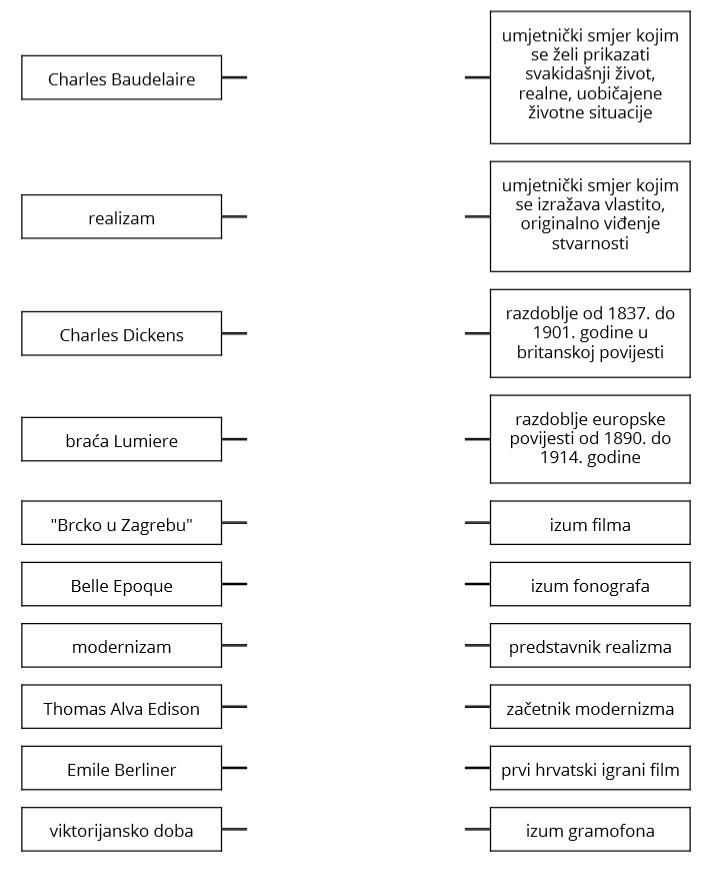 Charles Baudelaire
umjetnički smjer kojim
se želi prikazati
svakidašnji život,
realne, uobičajene
životne situacije
realizam
umjetnički smjer kojim
se izražava vlastito,
originalno viđenje
stvarnosti
Charles Dickens
razdoblje od 1837. do
1901. godine u
britanskoj povijesti
braća Lumiere
razdoblje europske
povijesti od 1890. do
1914. godine
"Brcko u Zagrebu"
izum filma
Belle Epoque
izum fonografa
modernizam
predstavnik realizma
Thomas Alva Edison
začetnik modernizma
Emile Berliner
prvi hrvatski igrani film
viktorijansko doba
izum gramofona